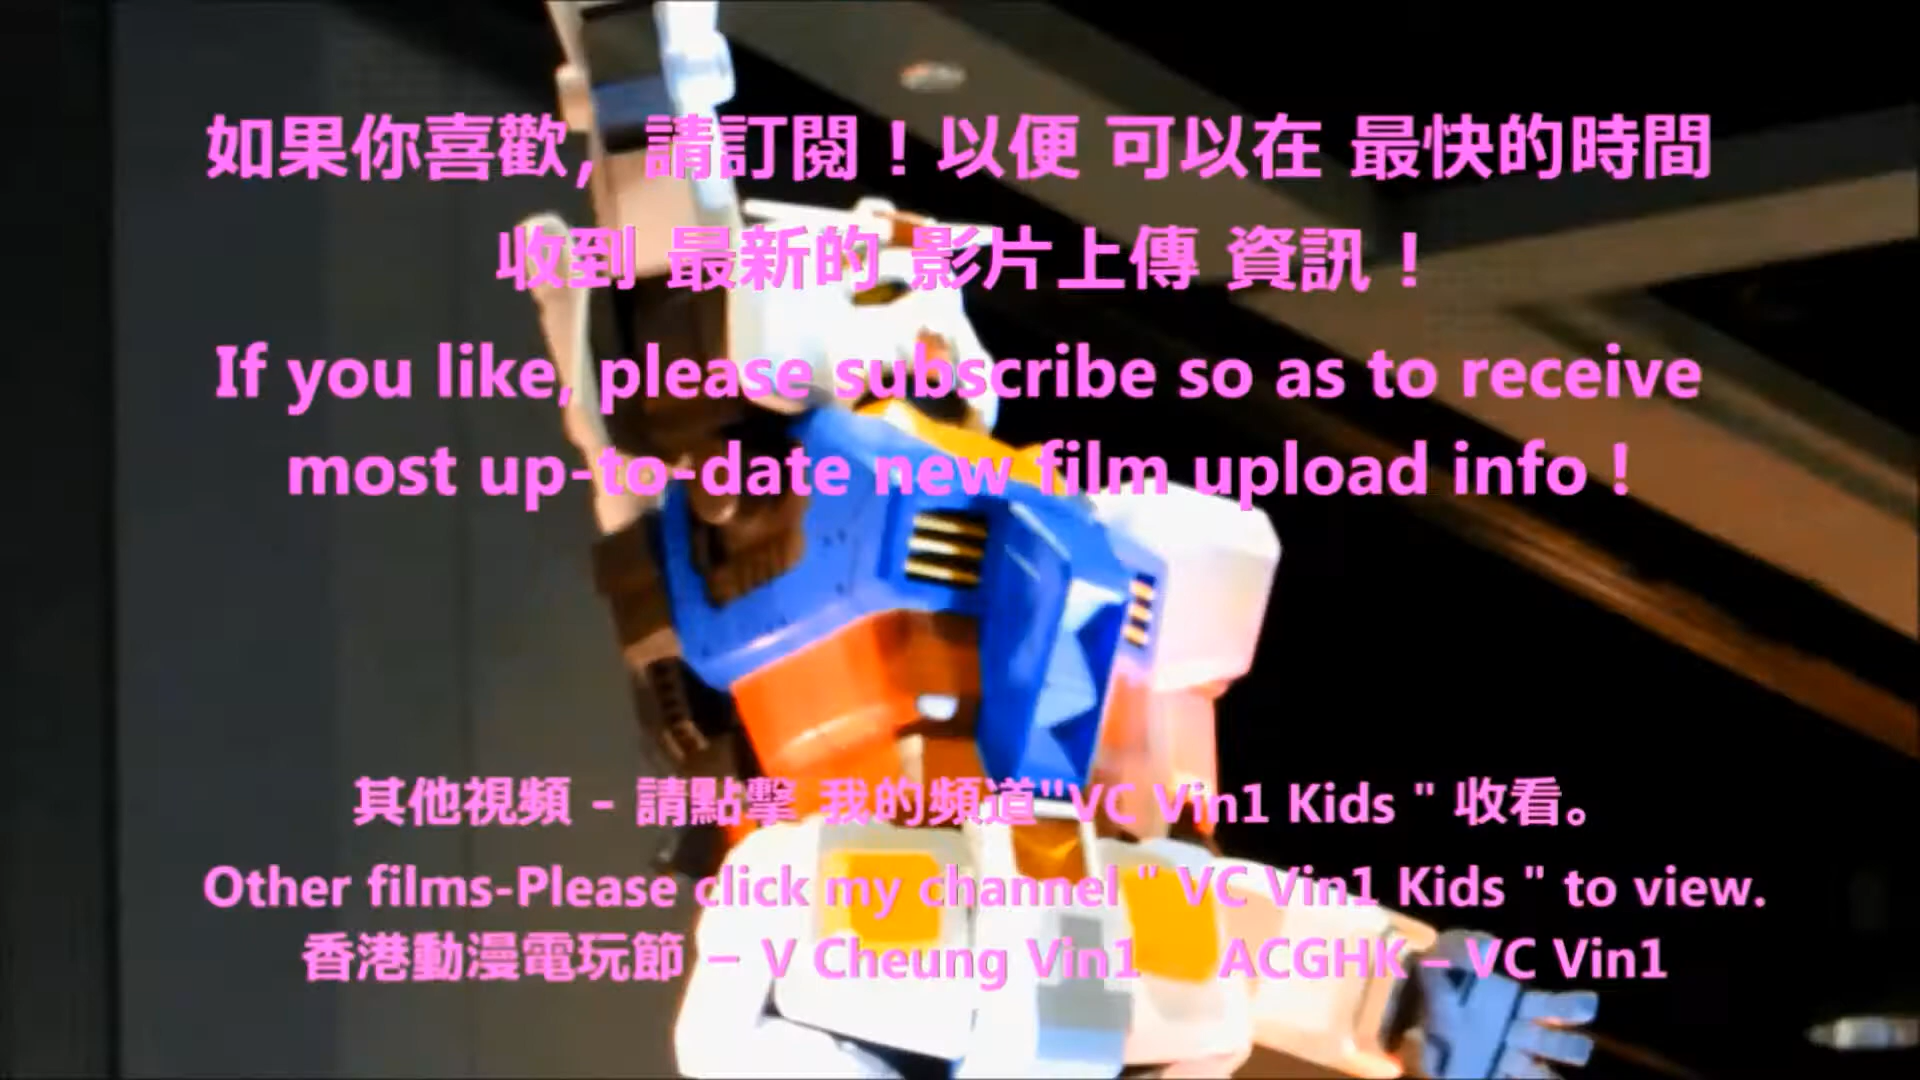 如果你喜歡，請訂閱！以便 可以在 最快的時間
收到 最新的 影片上傳 資訊！
If you like, please subscribe so as to receive
most up-to-date new film upload info !
其他視頻 - 請點擊 我的頻道"VC Vin1 Kids " 收看。
Other films-Please click my channel " VC Vin1 Kids " to view.
香港動漫電玩節 – V Cheung Vin1 ACGHK – VC Vin1